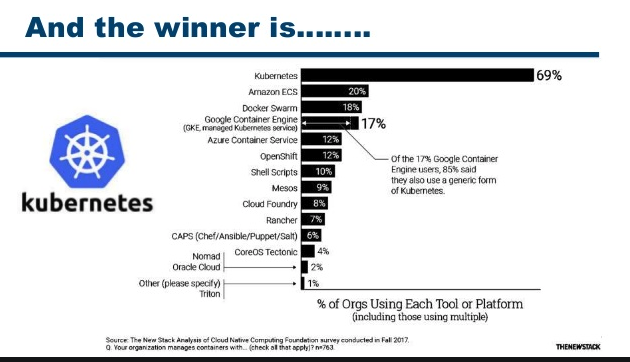 And the winner is........
kubernetes
Kubernetes 69%
Amazon ECS 20%
Docker Swarm 18%
Google Container Engine
(GKE, managed Kubernetes service) 17%
Azure Container Service 12%
OpenShift 12%
Shell Scripts 10%
Mesos 9%
Cloud Foundry 8%
Rancher 7%
CAPS (Chef/Ansible/Puppet/Salt) 6%
CoreOS Tectonic 4%
Nomad
Oracle Cloud 2%
Other (please specify) 1%
Triton
Of the 17% Google Container
Engine users, 85% said
they also use a generic form
of Kubernetes.
% of Orgs Using Each Tool or Platform
(including those using multiple)
Source: The New Stack Analysis of Cloud Native Computing Foundation survey conducted in Fall 2017.
Q. Your organization manages containers with... (check all that apply)? n=763.
THENEWSTACK